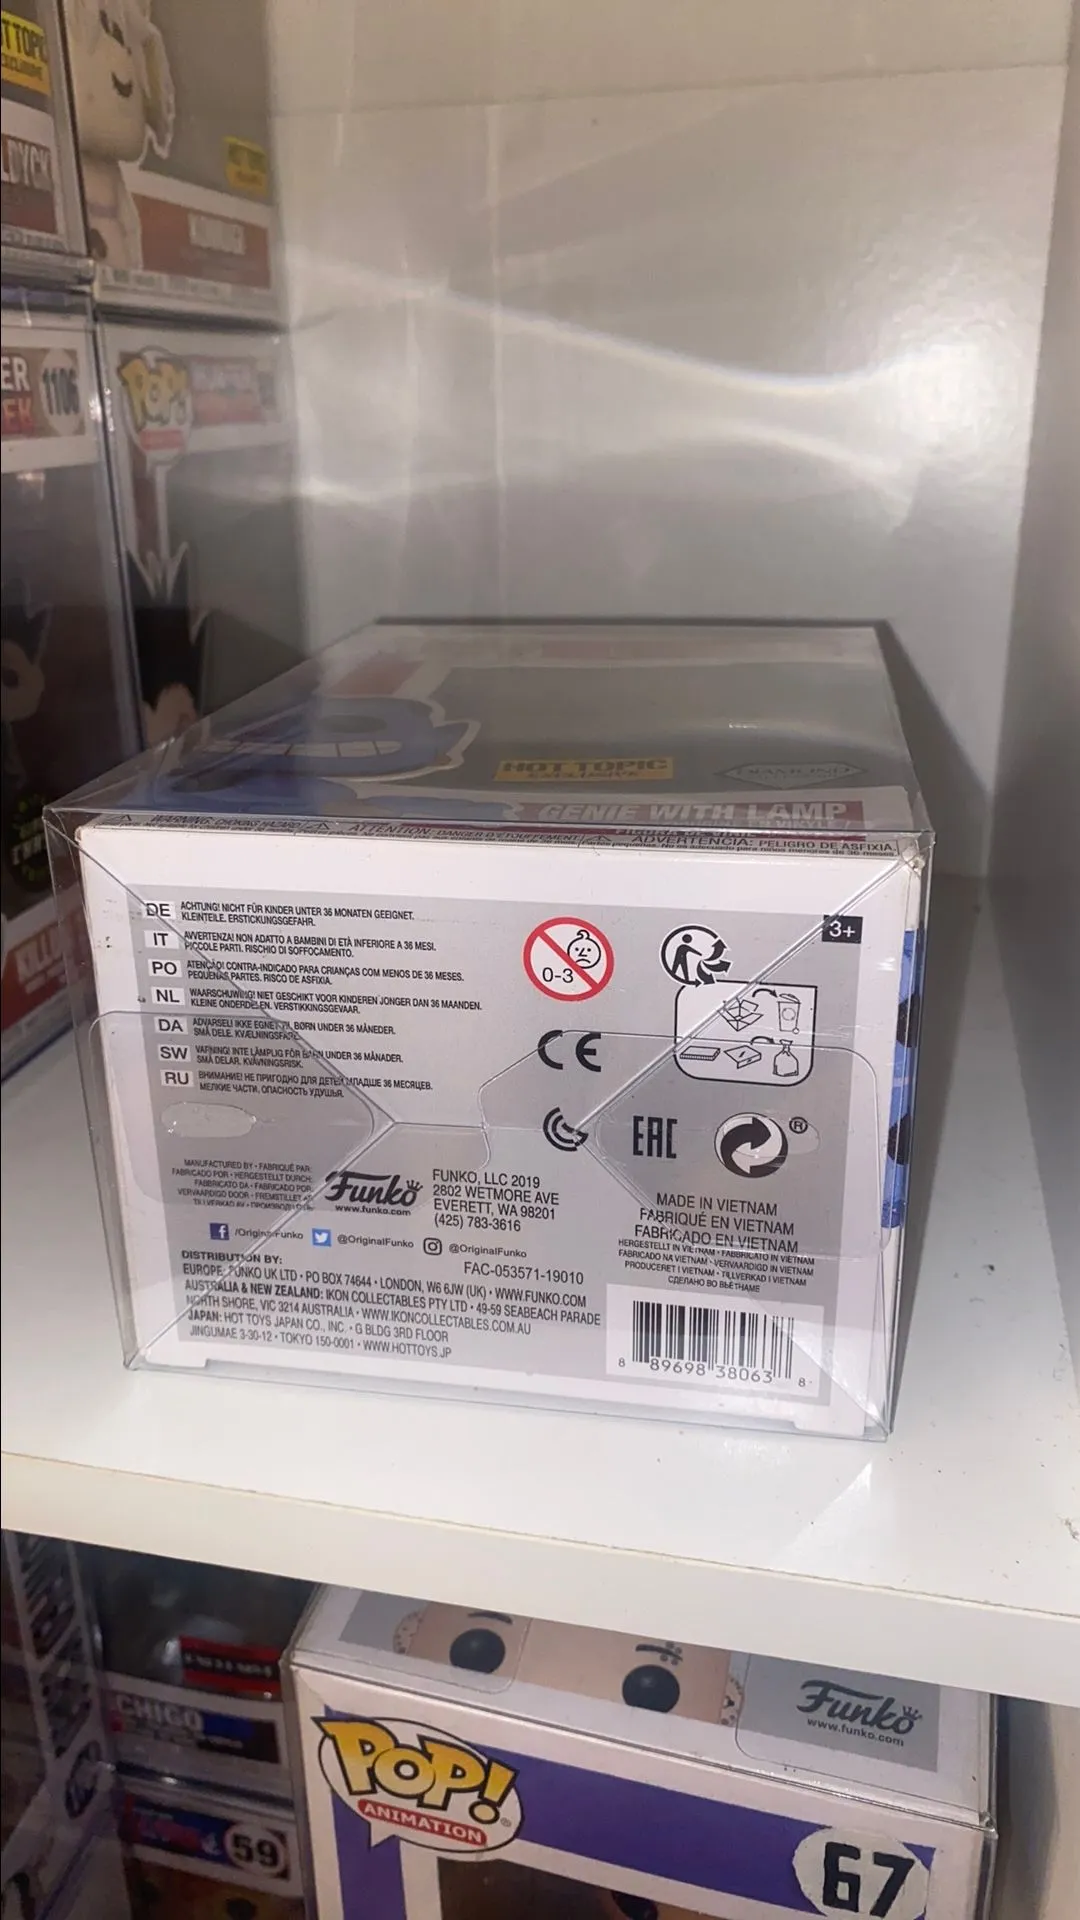 LDYCK
ER
1106
POP!
HOT TOPIC
EXCLUSIVE
DIAMOND
GENIE WITH LAMP
WARNING: CHOKING HAZARD
ATTENTION: DANGER D'ÉTOUFFEMENT
ADVERTENCIA: PELIGRO DE ASFIXIA.
3+
DE ACHTUNG! NICHT FÜR KINDER UNTER 36 MONATEN GEEIGNET.
KLEINTEILE. ERSTICKUNGSGEFAHR.
IT AVVERTENZA! NON ADATTO A BAMBINI DI ETÀ INFERIORE A 36 MESI.
PICCOLE PARTI. RISCHIO DI SOFFOCAMENTO.
PO ATENÇÃO! CONTRA-INDICADO PARA CRIANÇAS COM MENOS DE 36 MESES.
PEQUENAS PARTES. RISCO DE ASFIXIA.
NL WAARSCHUWING! NIET GESCHIKT VOOR KINDEREN JONGER DAN 36 MAANDEN.
KLEINE ONDERDELEN. VERSTIKKINGSGEVAAR.
DA ADVARSEL! IKKE EGNET TIL BØRN UNDER 36 MÅNEDER.
SMÅ DELE. KVÆLNINGSFARE.
SW VARNING! INTE LÄMPLIG FÖR BARN UNDER 36 MÅNADER.
SMÅ DELAR. KVÄVNINGSRISK.
RU ВНИМАНИЕ! НЕ ПРИГОДНО ДЛЯ ДЕТЕЙ МЛАДШЕ 36 МЕСЯЦЕВ.
МЕЛКИЕ ЧАСТИ. ОПАСНОСТЬ УДУШЬЯ.
0-3
CE
EAC
®
MANUFACTURED BY • FABRIQUÉ PAR:
FABRICADO POR • HERGESTELLT DURCH:
FABBRICATO DA • FABRICADO POR:
VERVAARDIGD DOOR • FREMSTILLET AF
Funko
www.funko.com
FUNKO, LLC 2019
2802 WETMORE AVE
EVERETT, WA 98201
(425) 783-3616
/OriginalFunko @OriginalFunko @OriginalFunko
FAC-053571-19010
DISTRIBUTION BY:
EUROPE: FUNKO UK LTD • PO BOX 74644 • LONDON, W6 6JW (UK) • WWW.FUNKO.COM
AUSTRALIA & NEW ZEALAND: IKON COLLECTABLES PTY LTD • 49-59 SEABEACH PARADE
NORTH SHORE, VIC 3214 AUSTRALIA • WWW.IKONCOLLECTABLES.COM.AU
JAPAN: HOT TOYS JAPAN CO., INC. • G BLDG 3RD FLOOR
JINGUMAE 3-30-12 • TOKYO 150-0001 • WWW.HOTTOYS.JP
MADE IN VIETNAM
FABRIQUÉ EN VIETNAM
FABRICADO EN VIETNAM
HERGESTELLT IN VIETNAM • FABBRICATO IN VIETNAM
FABRICADO NA VIETNAM • VERVAARDIGD IN VIETNAM
PRODUCERET I VIETNAM • TILLVERKAD I VIETNAM
СДЕЛАНО ВО ВЬЕТНАМЕ
8 89698 38063 8
Funko
www.funko.com
CHIGO
59
POP!
ANIMATION
67